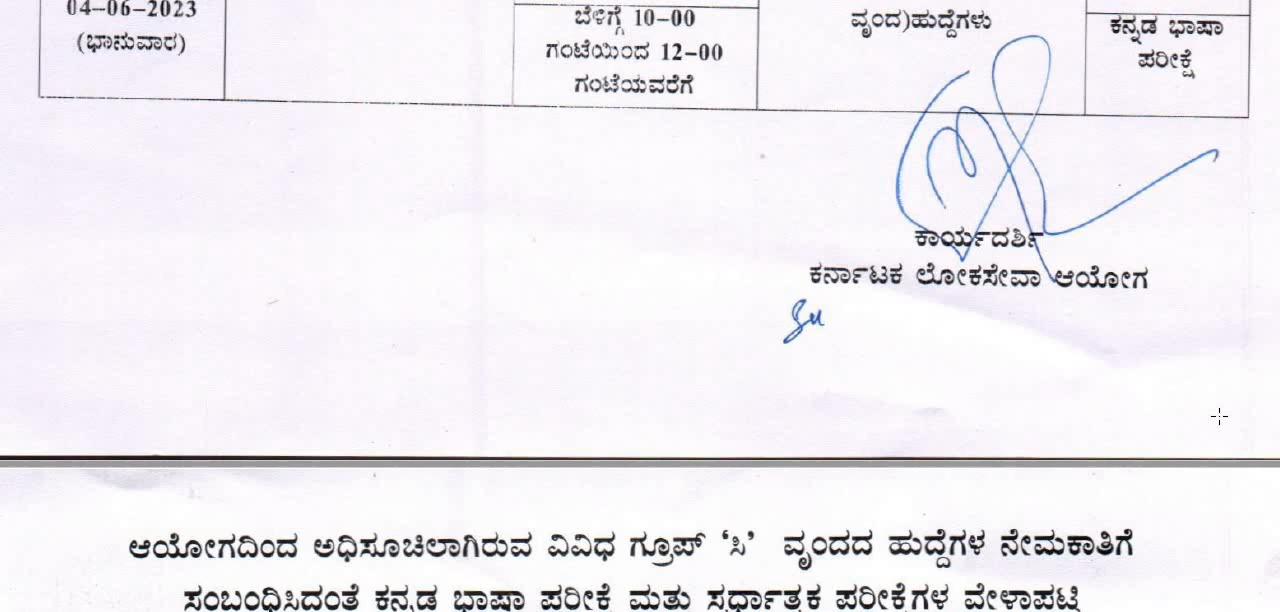 04-06-2023
(ಭಾನುವಾರ)
ಬೆಳಿಗ್ಗೆ 10-00
ಗಂಟೆಯಿಂದ 12-00
ಗಂಟೆಯವರೆಗೆ
ವೃಂದ)ಹುದ್ದೆಗಳು
ಕನ್ನಡ ಭಾಷಾ
ಪರೀಕ್ಷೆ
ಕಾರ್ಯದರ್ಶಿ
ಕರ್ನಾಟಕ ಲೋಕಸೇವಾ ಆಯೋಗ
ಆಯೋಗದಿಂದ ಅಧಿಸೂಚಿಲಾಗಿರುವ ವಿವಿಧ ಗ್ರೂಪ್ 'ಸಿ' ವೃಂದದ ಹುದ್ದೆಗಳ ನೇಮಕಾತಿಗೆ
ಸಂಬಂಧಿಸಿದಂತೆ ಕನ್ನಡ ಭಾಷಾ ಪರೀಕ್ಷೆ ಮತ್ತು ಸ್ಪರ್ಧಾತ್ಮಕ ಪರೀಕ್ಷೆಗಳ ವೇಳಾಪಟ್ಟಿ